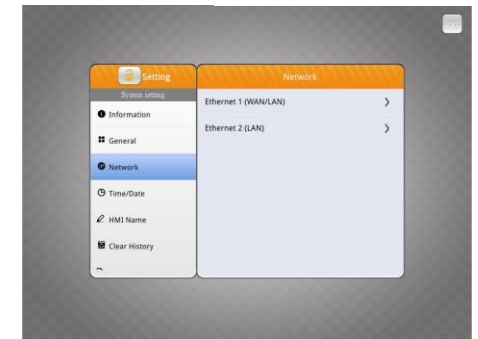 Setting
System setting
Information
General
Network
Time/Date
HMI Name
Clear History
Network
Ethernet 1 (WAN/LAN)
Ethernet 2 (LAN)